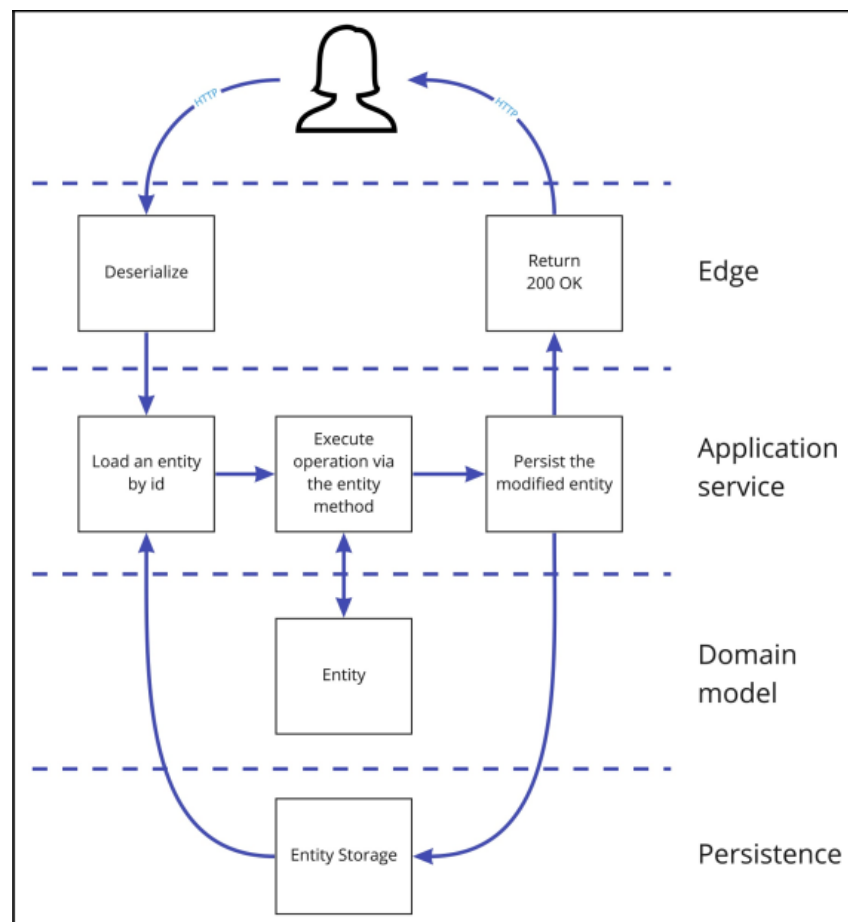 HTTP
HTTP
Deserialize
Return
200 OK
Edge
Load an entity
by id
Execute
operation via
the entity
method
Persist the
modified entity
Application
service
Entity
Domain
model
Entity Storage
Persistence